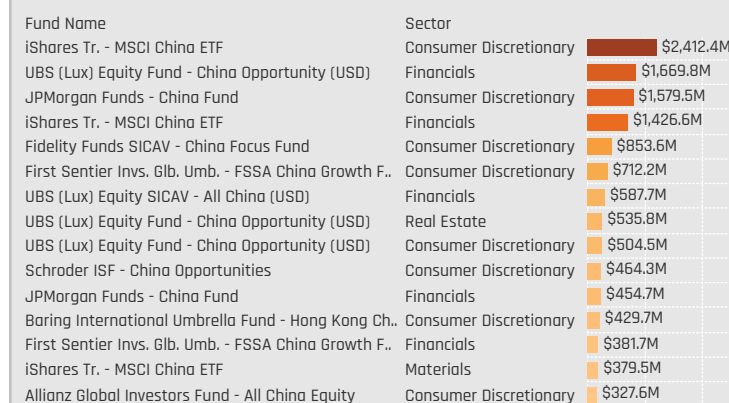 Fund Name Sector
iShares Tr. - MSCI China ETF Consumer Discretionary $2,412.4M
UBS (Lux) Equity Fund - China Opportunity (USD) Financials $1,669.8M
JPMorgan Funds - China Fund Consumer Discretionary $1,579.5M
iShares Tr. - MSCI China ETF Financials $1,426.6M
Fidelity Funds SICAV - China Focus Fund Consumer Discretionary $853.6M
First Sentier Invs. Glb. Umb. - FSSA China Growth F.. Consumer Discretionary $712.2M
UBS (Lux) Equity SICAV - All China (USD) Financials $587.7M
UBS (Lux) Equity Fund - China Opportunity (USD) Real Estate $535.8M
UBS (Lux) Equity Fund - China Opportunity (USD) Consumer Discretionary $504.5M
Schroder ISF - China Opportunities Consumer Discretionary $464.3M
JPMorgan Funds - China Fund Financials $454.7M
Baring International Umbrella Fund - Hong Kong Ch.. Consumer Discretionary $429.7M
First Sentier Invs. Glb. Umb. - FSSA China Growth F.. Financials $381.7M
iShares Tr. - MSCI China ETF Materials $379.5M
Allianz Global Investors Fund - All China Equity Consumer Discretionary $327.6M